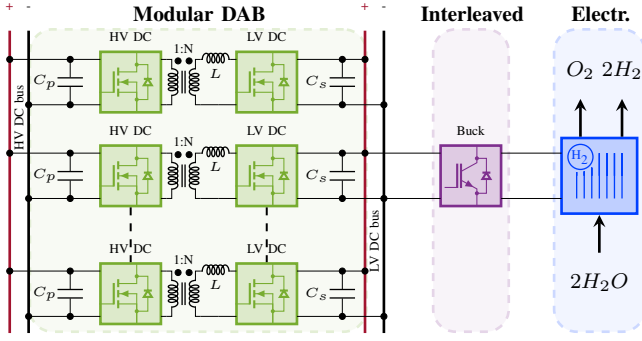 + - Modular DAB + - Interleaved Electr.
HV DC 1:N LV DC
C_p L C_s
HV DC bus
O_2 2H_2
HV DC 1:N LV DC
C_p L C_s
Buck
H_2
HV DC 1:N LV DC
C_p L C_s
LV DC bus
2H_2O